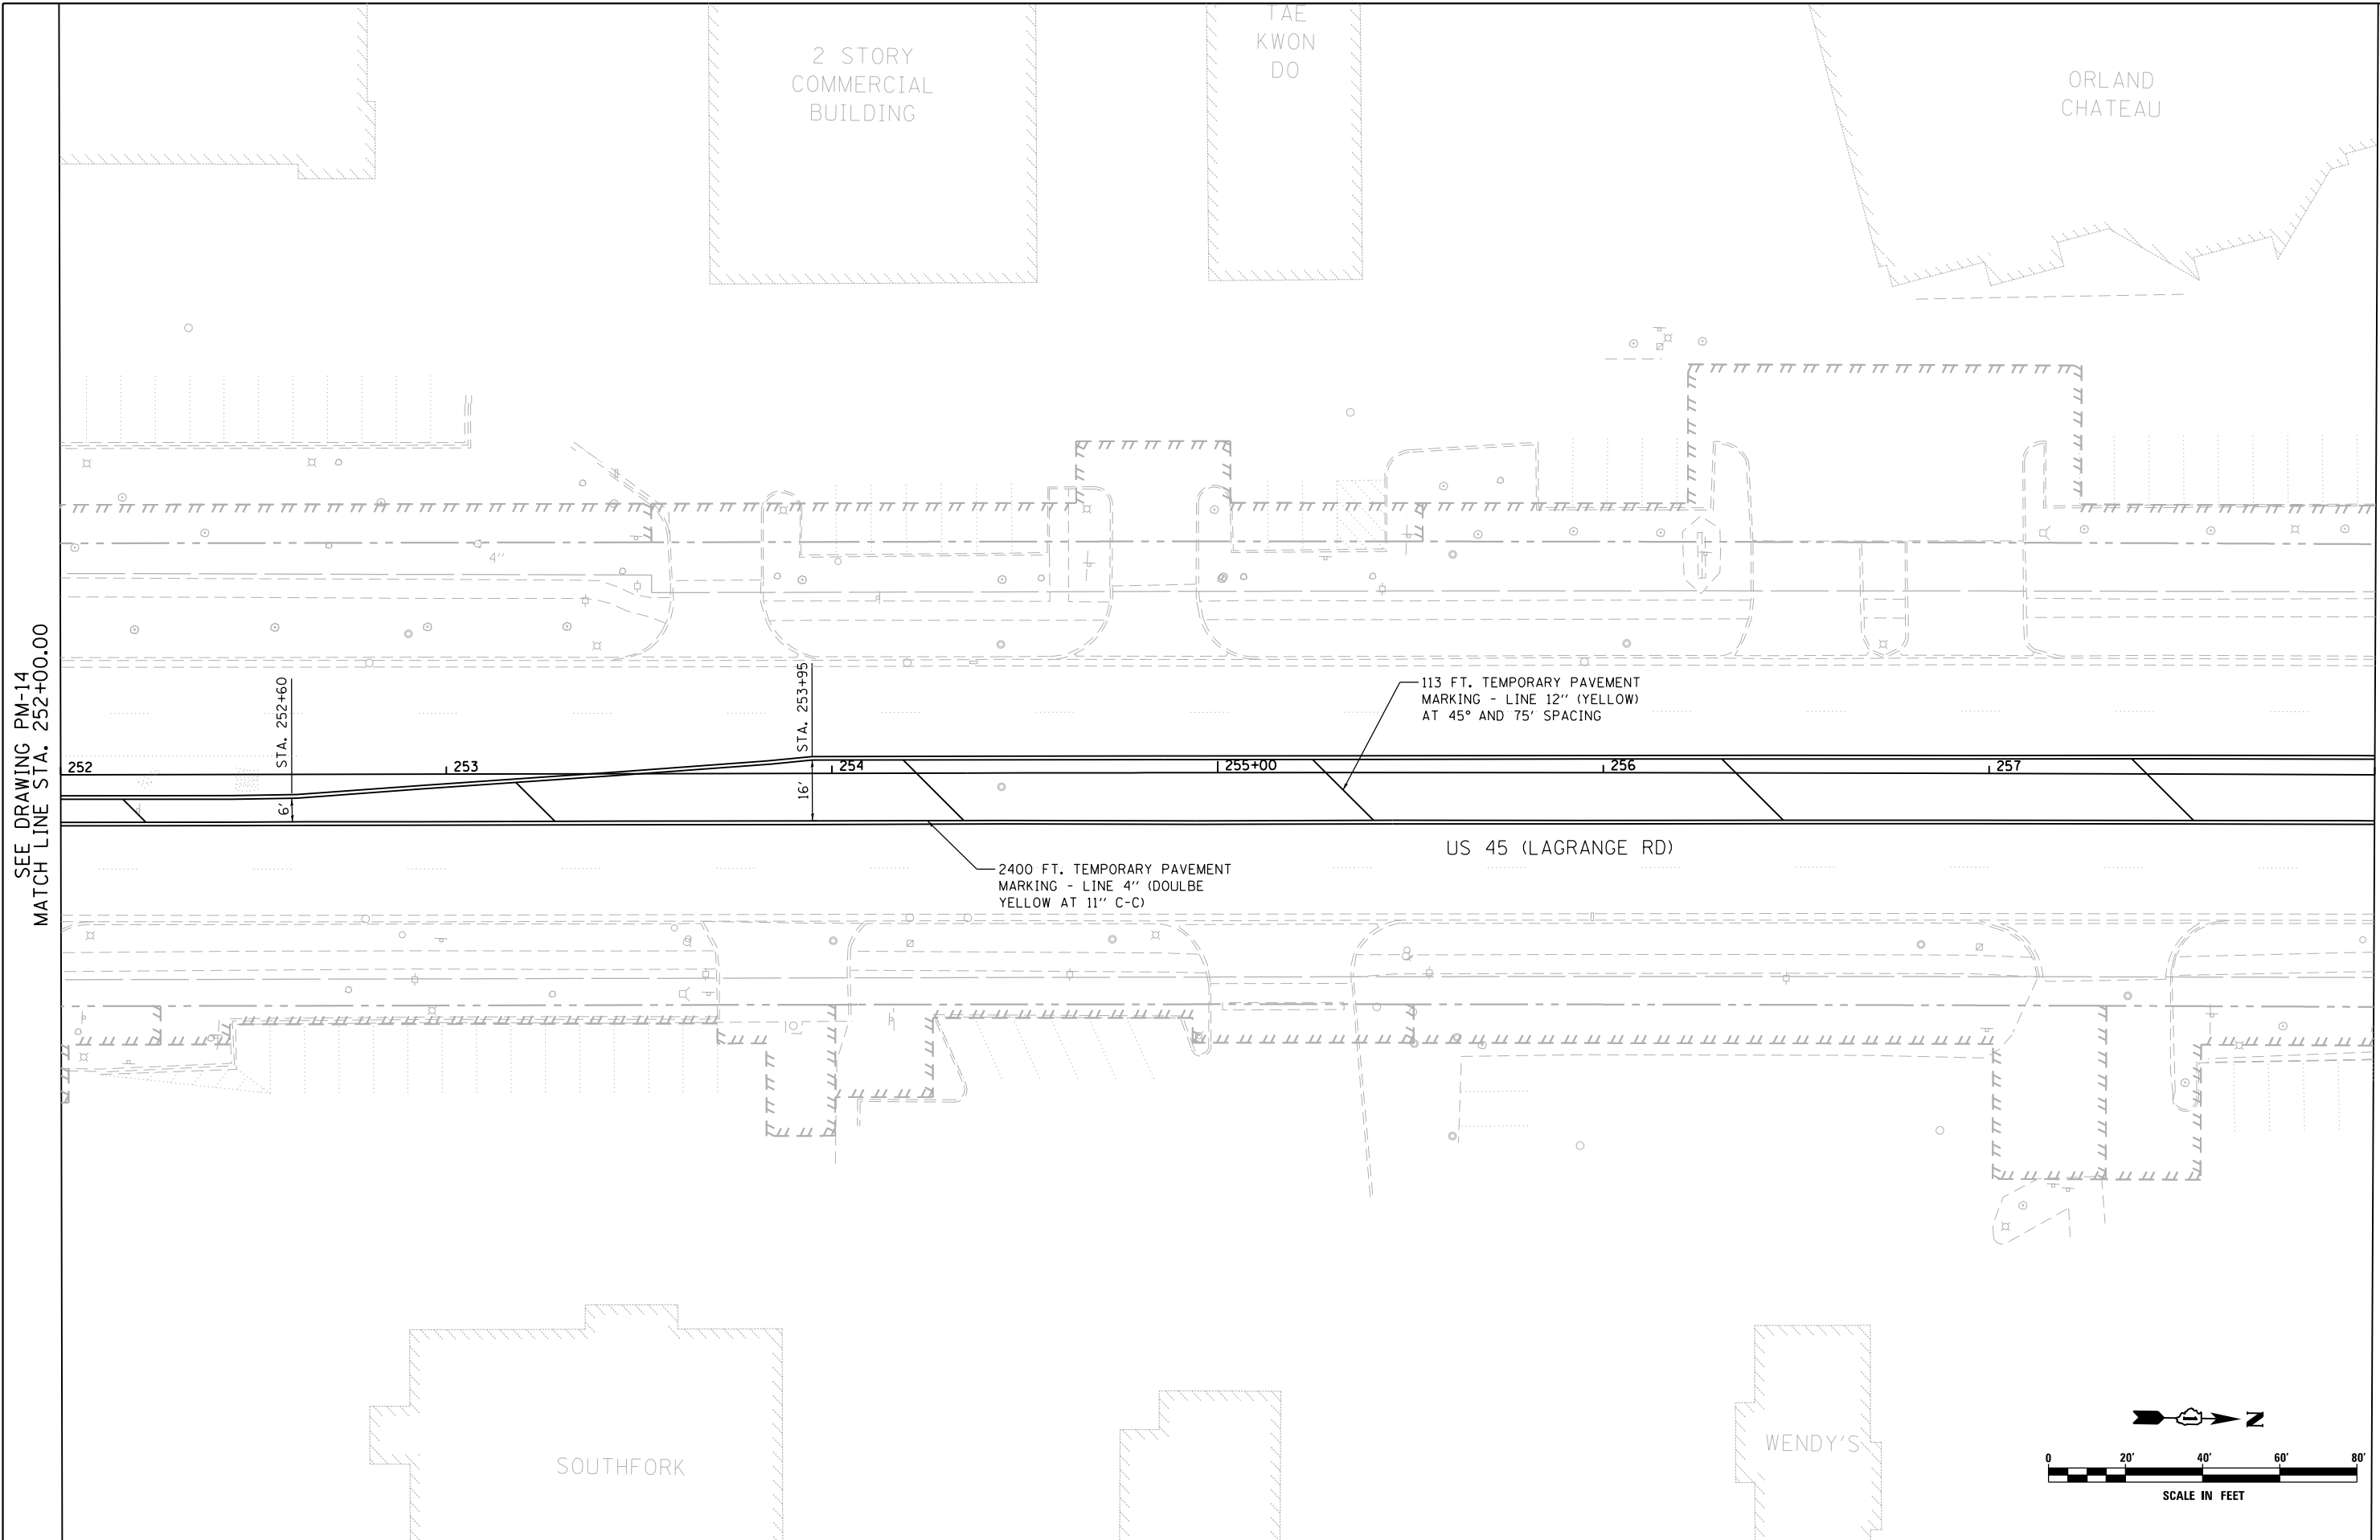 TAE
KWON
DO
2 STORY
COMMERCIAL
BUILDING
ORLAND
CHATEAU
4''
SEE DRAWING PM-14
MATCH LINE STA. 252+00.00
STA. 252+60
STA. 253+95
113 FT. TEMPORARY PAVEMENT
MARKING - LINE 12'' (YELLOW)
AT 45° AND 75' SPACING
252
253
254
255+00
256
257
6'
16'
US 45 (LAGRANGE RD)
2400 FT. TEMPORARY PAVEMENT
MARKING - LINE 4'' (DOULBE
YELLOW AT 11'' C-C)
SOUTHFORK
WENDY'S
N
0 20' 40' 60' 80'
SCALE IN FEET